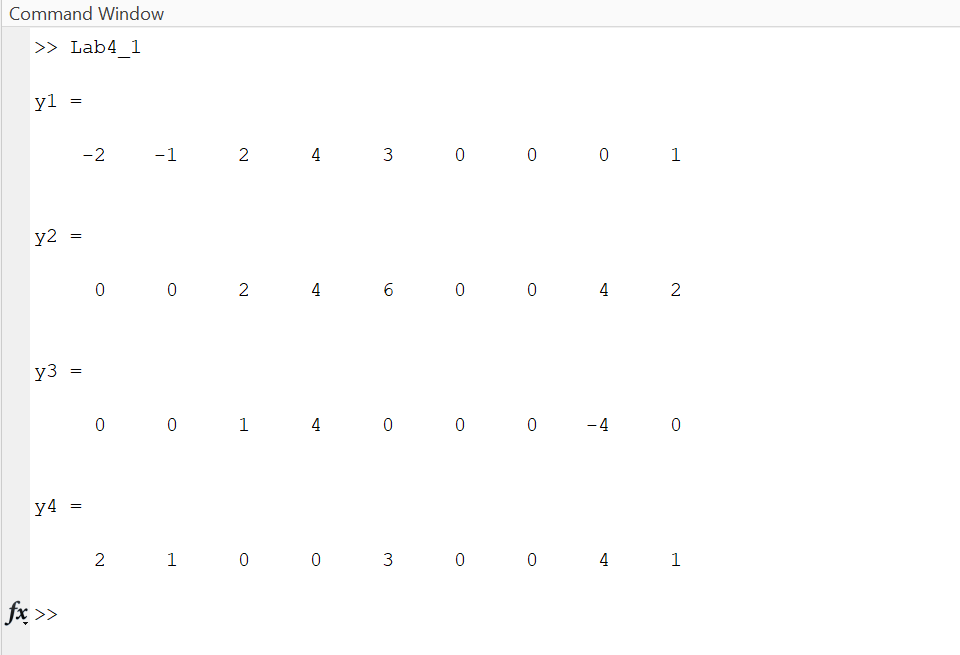 Command Window
>> Lab4_1
y1 =
-2 -1 2 4 3 0 0 0 1
y2 =
0 0 2 4 6 0 0 4 2
y3 =
0 0 1 4 0 0 0 -4 0
y4 =
2 1 0 0 3 0 0 4 1
fx >>